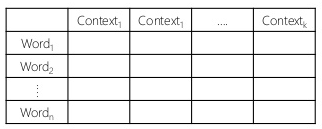 Context₁ Context₁ .... Contextₖ
Word₁
Word₂
⋮
Wordₙ